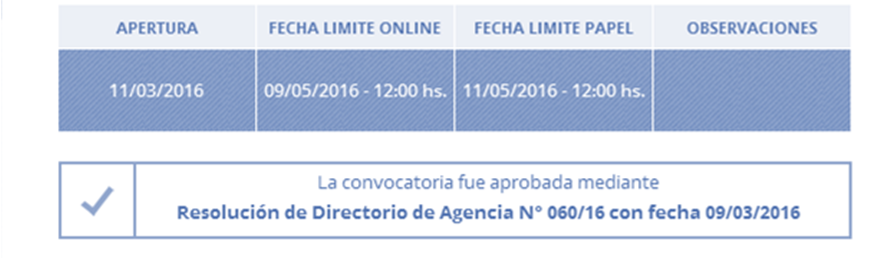 APERTURA FECHA LIMITE ONLINE FECHA LIMITE PAPEL OBSERVACIONES
11/03/2016 09/05/2016 - 12:00 hs. 11/05/2016 - 12:00 hs.
La convocatoria fue aprobada mediante
Resolución de Directorio de Agencia N° 060/16 con fecha 09/03/2016